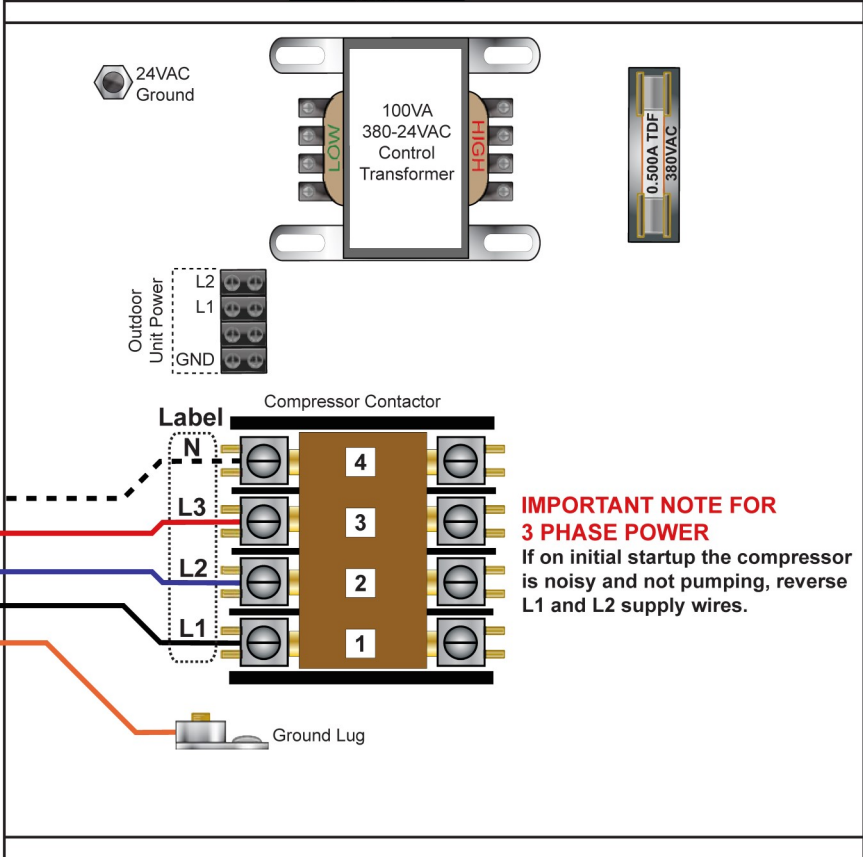 24VAC
Ground
100VA
380-24VAC
Control
Transformer
LOW
HIGH
0.500A TDF
380VAC
Outdoor
Unit Power
L2
L1
GND
Compressor Contactor
Label
N
4
L3
3
L2
2
L1
1
IMPORTANT NOTE FOR
3 PHASE POWER
If on initial startup the compressor
is noisy and not pumping, reverse
L1 and L2 supply wires.
Ground Lug